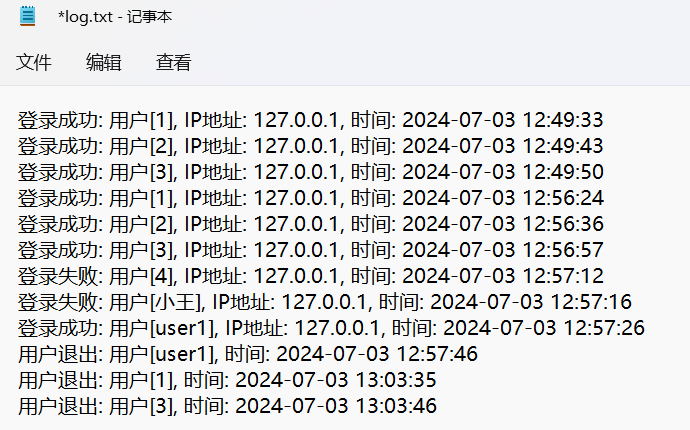 *log.txt - 记事本
文件 编辑 查看
登录成功: 用户[1], IP地址: 127.0.0.1, 时间: 2024-07-03 12:49:33
登录成功: 用户[2], IP地址: 127.0.0.1, 时间: 2024-07-03 12:49:43
登录成功: 用户[3], IP地址: 127.0.0.1, 时间: 2024-07-03 12:49:50
登录成功: 用户[1], IP地址: 127.0.0.1, 时间: 2024-07-03 12:56:24
登录成功: 用户[2], IP地址: 127.0.0.1, 时间: 2024-07-03 12:56:36
登录成功: 用户[3], IP地址: 127.0.0.1, 时间: 2024-07-03 12:56:57
登录失败: 用户[4], IP地址: 127.0.0.1, 时间: 2024-07-03 12:57:12
登录失败: 用户[小王], IP地址: 127.0.0.1, 时间: 2024-07-03 12:57:16
登录成功: 用户[user1], IP地址: 127.0.0.1, 时间: 2024-07-03 12:57:26
用户退出: 用户[user1], 时间: 2024-07-03 12:57:46
用户退出: 用户[1], 时间: 2024-07-03 13:03:35
用户退出: 用户[3], 时间: 2024-07-03 13:03:46